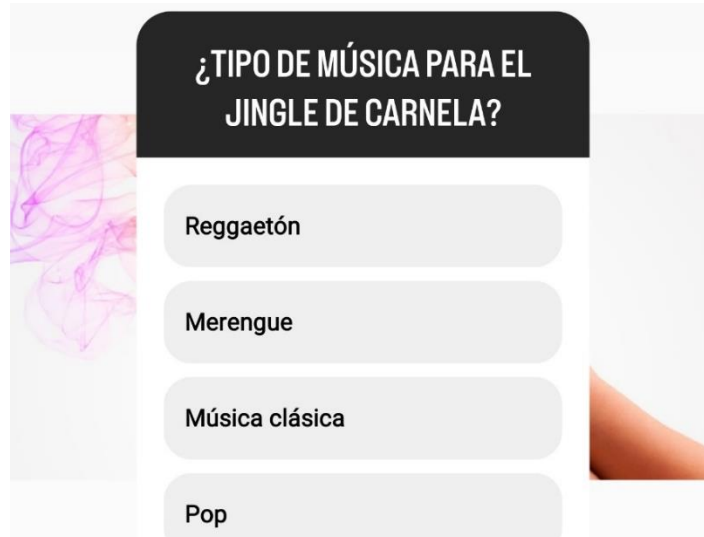 ¿TIPO DE MÚSICA PARA EL
JINGLE DE CARNELA?
Reggaetón
Merengue
Música clásica
Pop